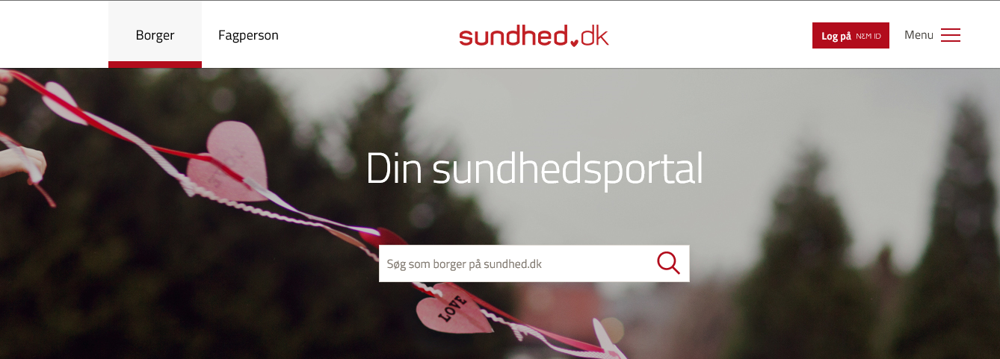 Borger
Fagperson
sundhed.dk
Log på NEM ID
Menu
Din sundhedsportal
Søg som borger på sundhed.dk
LOVE